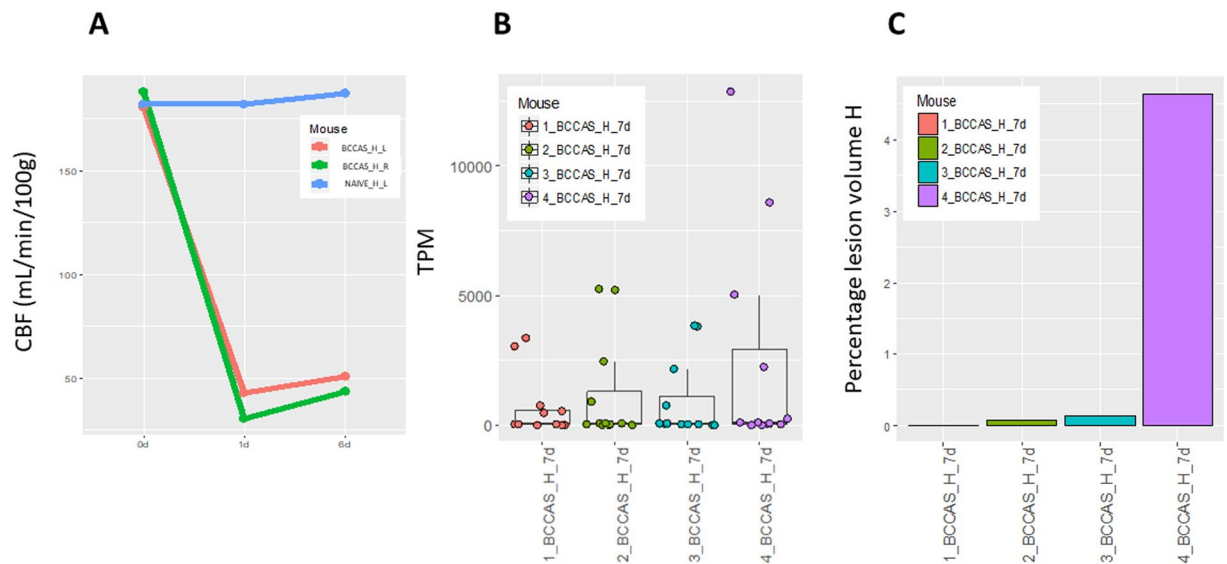 A
CBF (mL/min/100g)
150
100
50
0d
1d
6d
Mouse
BCCAS_H_L
BCCAS_H_R
NAIVE_H_L
B
TPM
10000
5000
0
Mouse
1_BCCAS_H_7d
2_BCCAS_H_7d
3_BCCAS_H_7d
4_BCCAS_H_7d
1_BCCAS_H_7d
2_BCCAS_H_7d
3_BCCAS_H_7d
4_BCCAS_H_7d
C
Percentage lesion volume H
4
3
2
1
0
Mouse
1_BCCAS_H_7d
2_BCCAS_H_7d
3_BCCAS_H_7d
4_BCCAS_H_7d
1_BCCAS_H_7d
2_BCCAS_H_7d
3_BCCAS_H_7d
4_BCCAS_H_7d